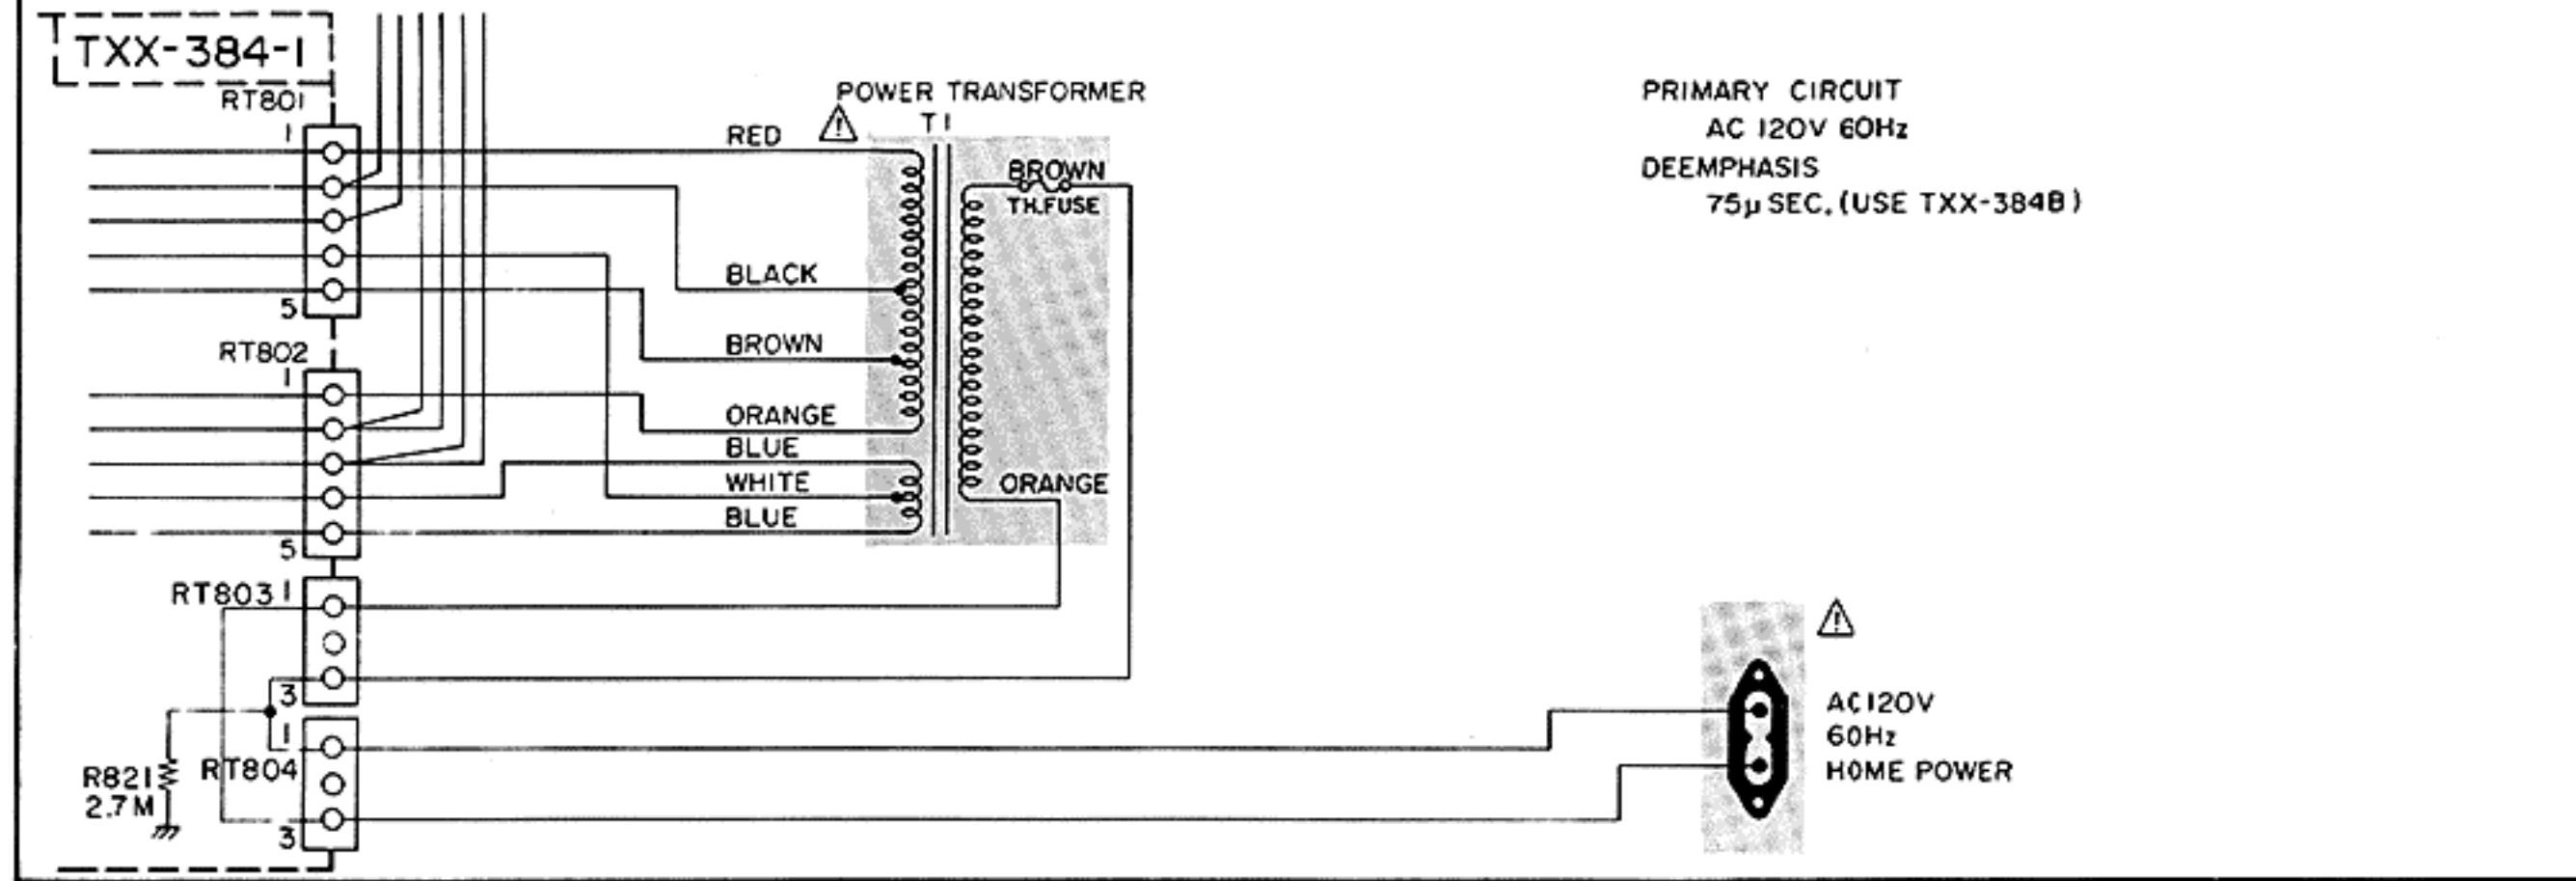 TXX-384-1
RT801
1
5
RT802
1
5
RT803 1
3
1
RT804
3
R821
2.7M
POWER TRANSFORMER
T1
RED
BLACK
BROWN
ORANGE
BLUE
WHITE
BLUE
BROWN
TH.FUSE
ORANGE
PRIMARY CIRCUIT
AC 120V 60Hz
DEEMPHASIS
75μ SEC. (USE TXX-384B)
AC120V
60Hz
HOME POWER